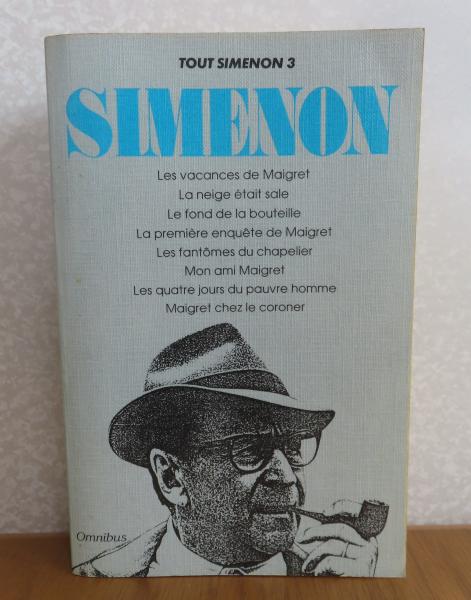 TOUT SIMENON 3
SIMENON
Les vacances de Maigret
La neige était sale
Le fond de la bouteille
La première enquête de Maigret
Les fantômes du chapelier
Mon ami Maigret
Les quatre jours du pauvre homme
Maigret chez le coroner
Omnibus